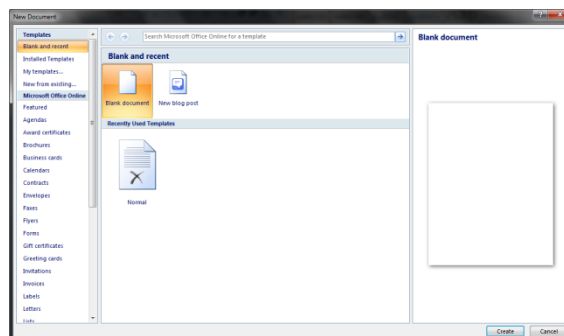 New Document
Templates
Blank and recent
Installed Templates
My templates...
New from existing...
Microsoft Office Online
Featured
Agendas
Award certificates
Brochures
Business cards
Calendars
Contracts
Envelopes
Faxes
Flyers
Forms
Gift certificates
Greeting cards
Invitations
Invoices
Labels
Letters
Lists
Search Microsoft Office Online for a template
Blank and recent
Blank document
New blog post
Recently Used Templates
Normal
Blank document
Create
Cancel